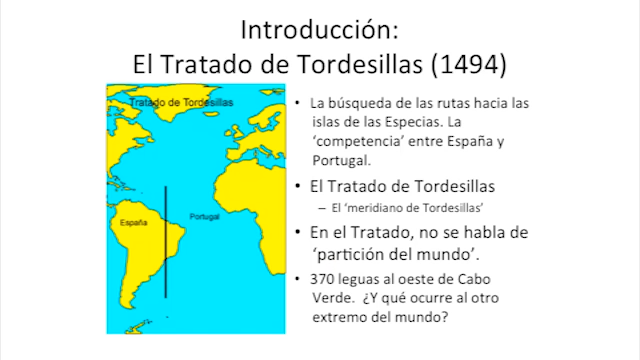 Introducción:
El Tratado de Tordesillas (1494)
Tratado de Tordesillas
España
Portugal
• La búsqueda de las rutas hacia las
islas de las Especias. La
‘competencia’ entre España y
Portugal.
• El Tratado de Tordesillas
– El ‘meridiano de Tordesillas’
• En el Tratado, no se habla de
‘partición del mundo’.
• 370 leguas al oeste de Cabo
Verde. ¿Y qué ocurre al otro
extremo del mundo?